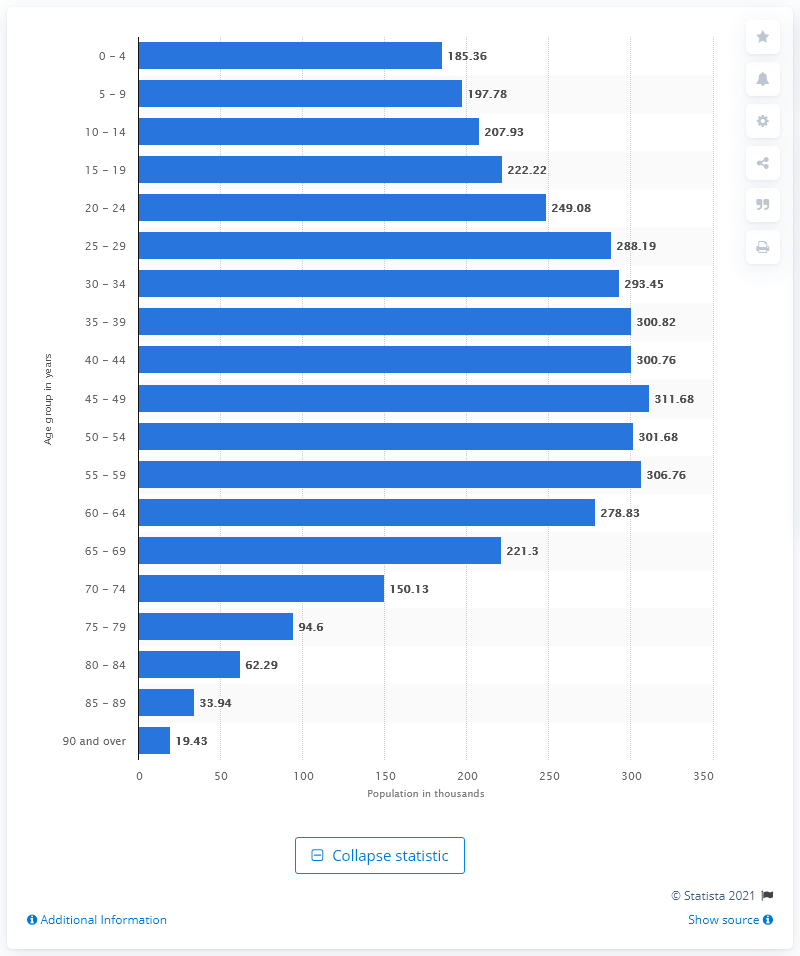 0 – 4 185.36
5 – 9 197.78
10 – 14 207.93
15 – 19 222.22
20 – 24 249.08
25 – 29 288.19
30 – 34 293.45
35 – 39 300.82
40 – 44 300.76
45 – 49 311.68
50 – 54 301.68
55 – 59 306.76
60 – 64 278.83
65 – 69 221.3
70 – 74 150.13
75 – 79 94.6
80 – 84 62.29
85 – 89 33.94
90 and over 19.43
Age group in years
0 50 100 150 200 250 300 350
Population in thousands
Collapse statistic
© Statista 2021
Additional Information
Show source